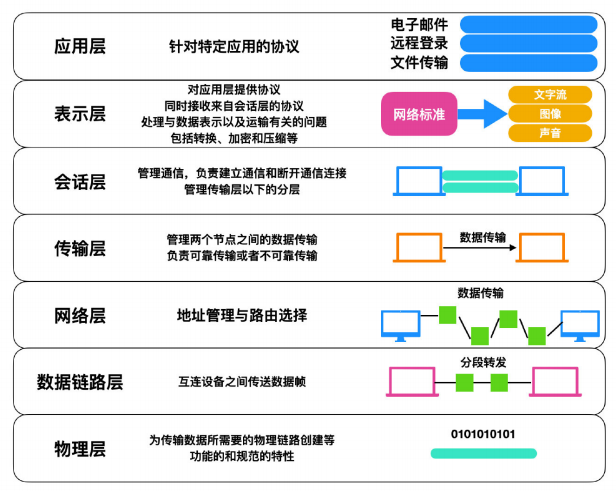 应用层
针对特定应用的协议
电子邮件
远程登录
文件传输
表示层
对应用层提供协议
同时接收来自会话层的协议
处理与数据表示以及运输有关的问题
包括转换、加密和压缩等
网络标准
文字流
图像
声音
会话层
管理通信，负责建立通信和断开通信连接
管理传输层以下的分层
传输层
管理两个节点之间的数据传输
负责可靠传输或者不可靠传输
数据传输
网络层
地址管理与路由选择
数据传输
数据链路层
互连设备之间传送数据帧
分段转发
物理层
为传输数据所需要的物理链路创建等
功能的和规范的特性
0101010101